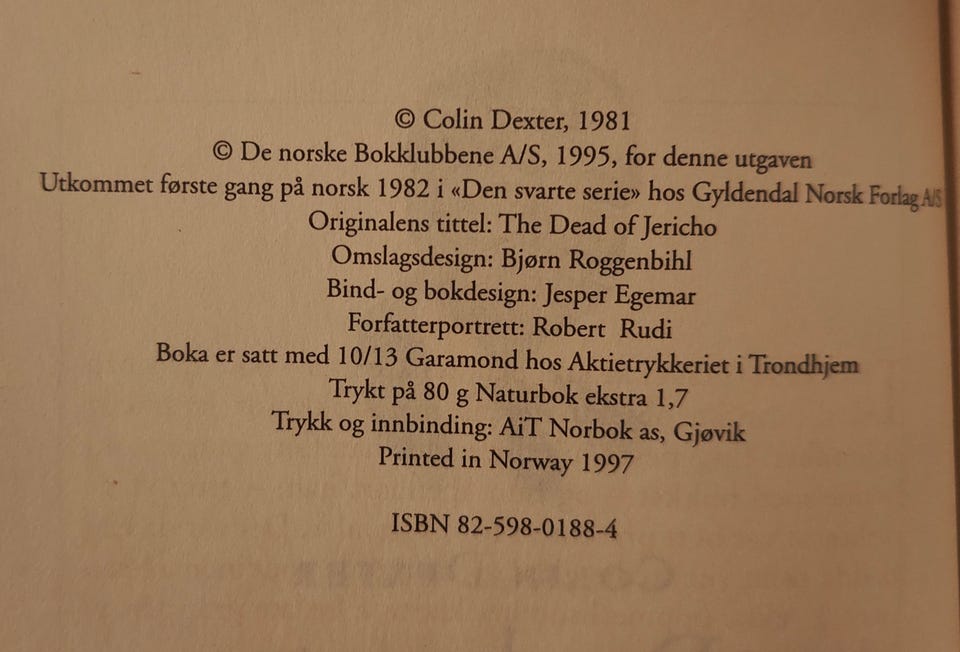 © Colin Dexter, 1981
© De norske Bokklubbene A/S, 1995, for denne utgaven
Utkommet første gang på norsk 1982 i «Den svarte serie» hos Gyldendal Norsk Forlag A/S
Originalens tittel: The Dead of Jericho
Omslagsdesign: Bjørn Roggenbihl
Bind- og bokdesign: Jesper Egemar
Forfatterportrett: Robert Rudi
Boka er satt med 10/13 Garamond hos Aktietrykkeriet i Trondhjem
Trykt på 80 g Naturbok ekstra 1,7
Trykk og innbinding: AiT Norbok as, Gjøvik
Printed in Norway 1997
ISBN 82-598-0188-4